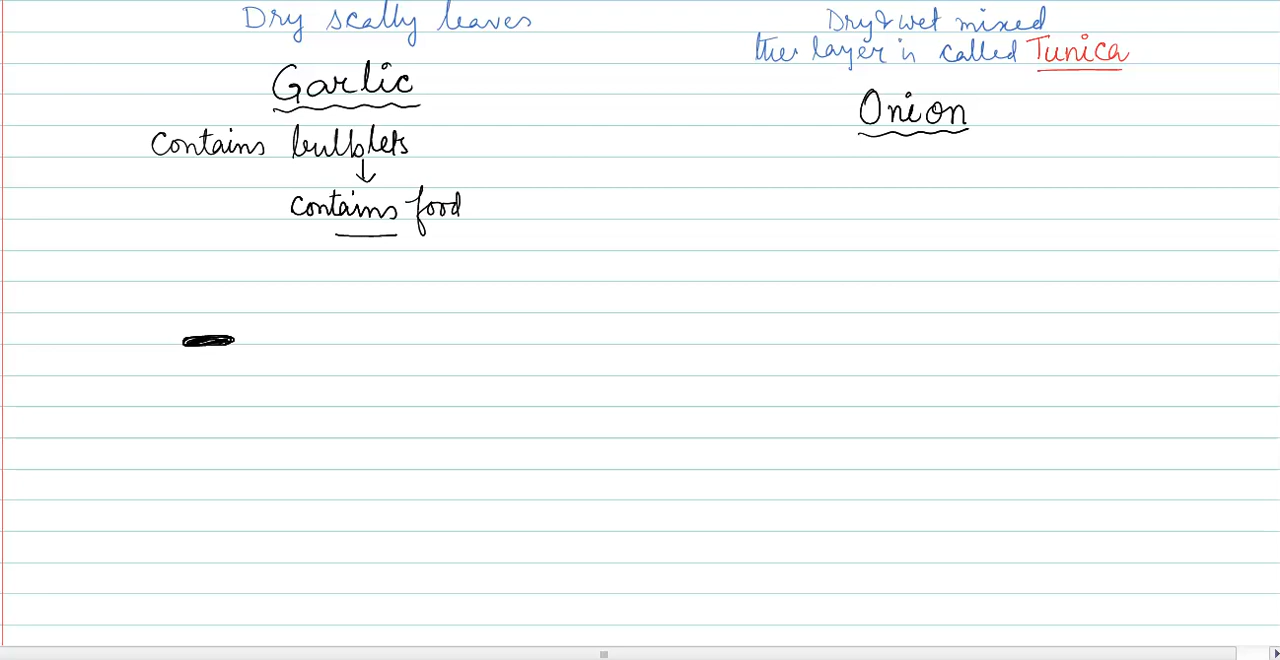 Dry scally leaves
Garlic
Contains bulblets
↓
contains food
Dry & wet mixed
the layer is called Tunica
Onion